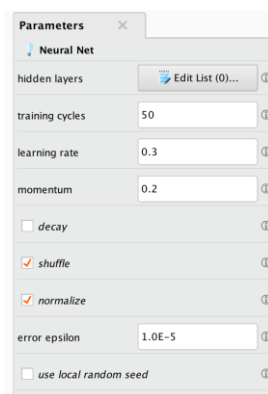 Parameters
Neural Net
hidden layers Edit List (0)...
training cycles 50
learning rate 0.3
momentum 0.2
decay
shuffle
normalize
error epsilon 1.0E-5
use local random seed